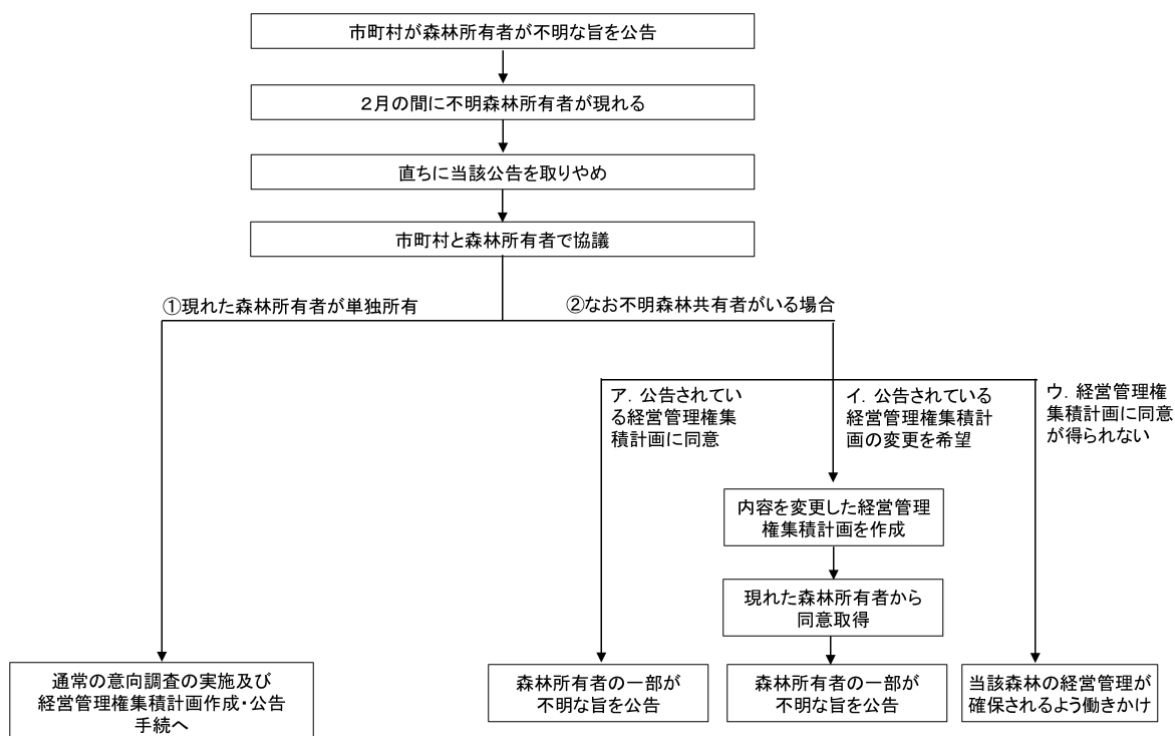 市町村が森林所有者が不明な旨を公告
２月の間に不明森林所有者が現れる
直ちに当該公告を取りやめ
市町村と森林所有者で協議
①現れた森林所有者が単独所有
②なお不明森林共有者がいる場合
ア．公告されてい
る経営管理権集
積計画に同意
イ．公告されている
経営管理権集積計
画の変更を希望
ウ．経営管理権
集積計画に同意
が得られない
内容を変更した経営管理
権集積計画を作成
現れた森林所有者から
同意取得
通常の意向調査の実施及び
経営管理権集積計画作成・公告
手続へ
森林所有者の一部が
不明な旨を公告
森林所有者の一部が
不明な旨を公告
当該森林の経営管理が
確保されるよう働きかけ